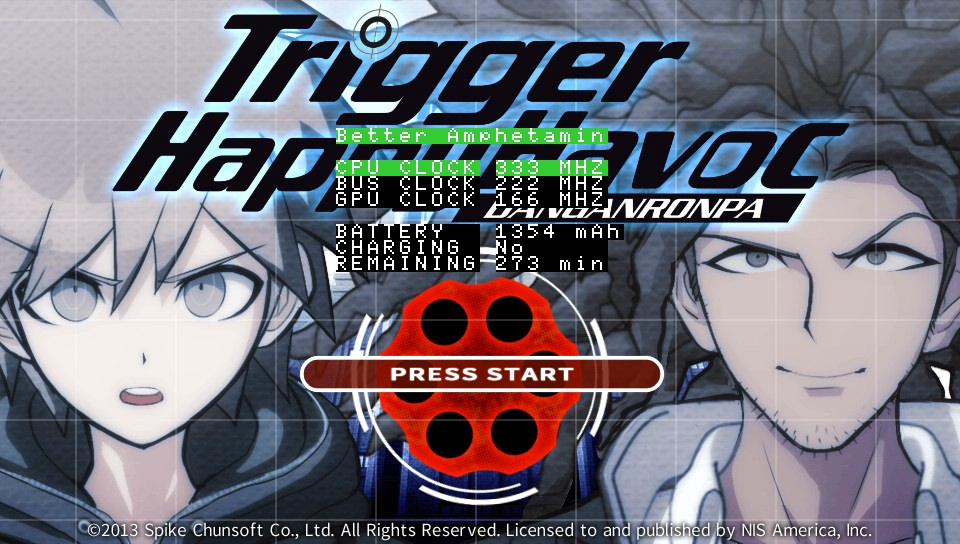 Trigger
Happy Havoc
DANGANRONPA
Better Amphetamin
CPU CLOCK 333 MHZ
BUS CLOCK 222 MHZ
GPU CLOCK 166 MHZ
BATTERY 1354 mAh
CHARGING No
REMAINING 273 min
PRESS START
©2013 Spike Chunsoft Co., Ltd. All Rights Reserved. Licensed to and published by NIS America, Inc.